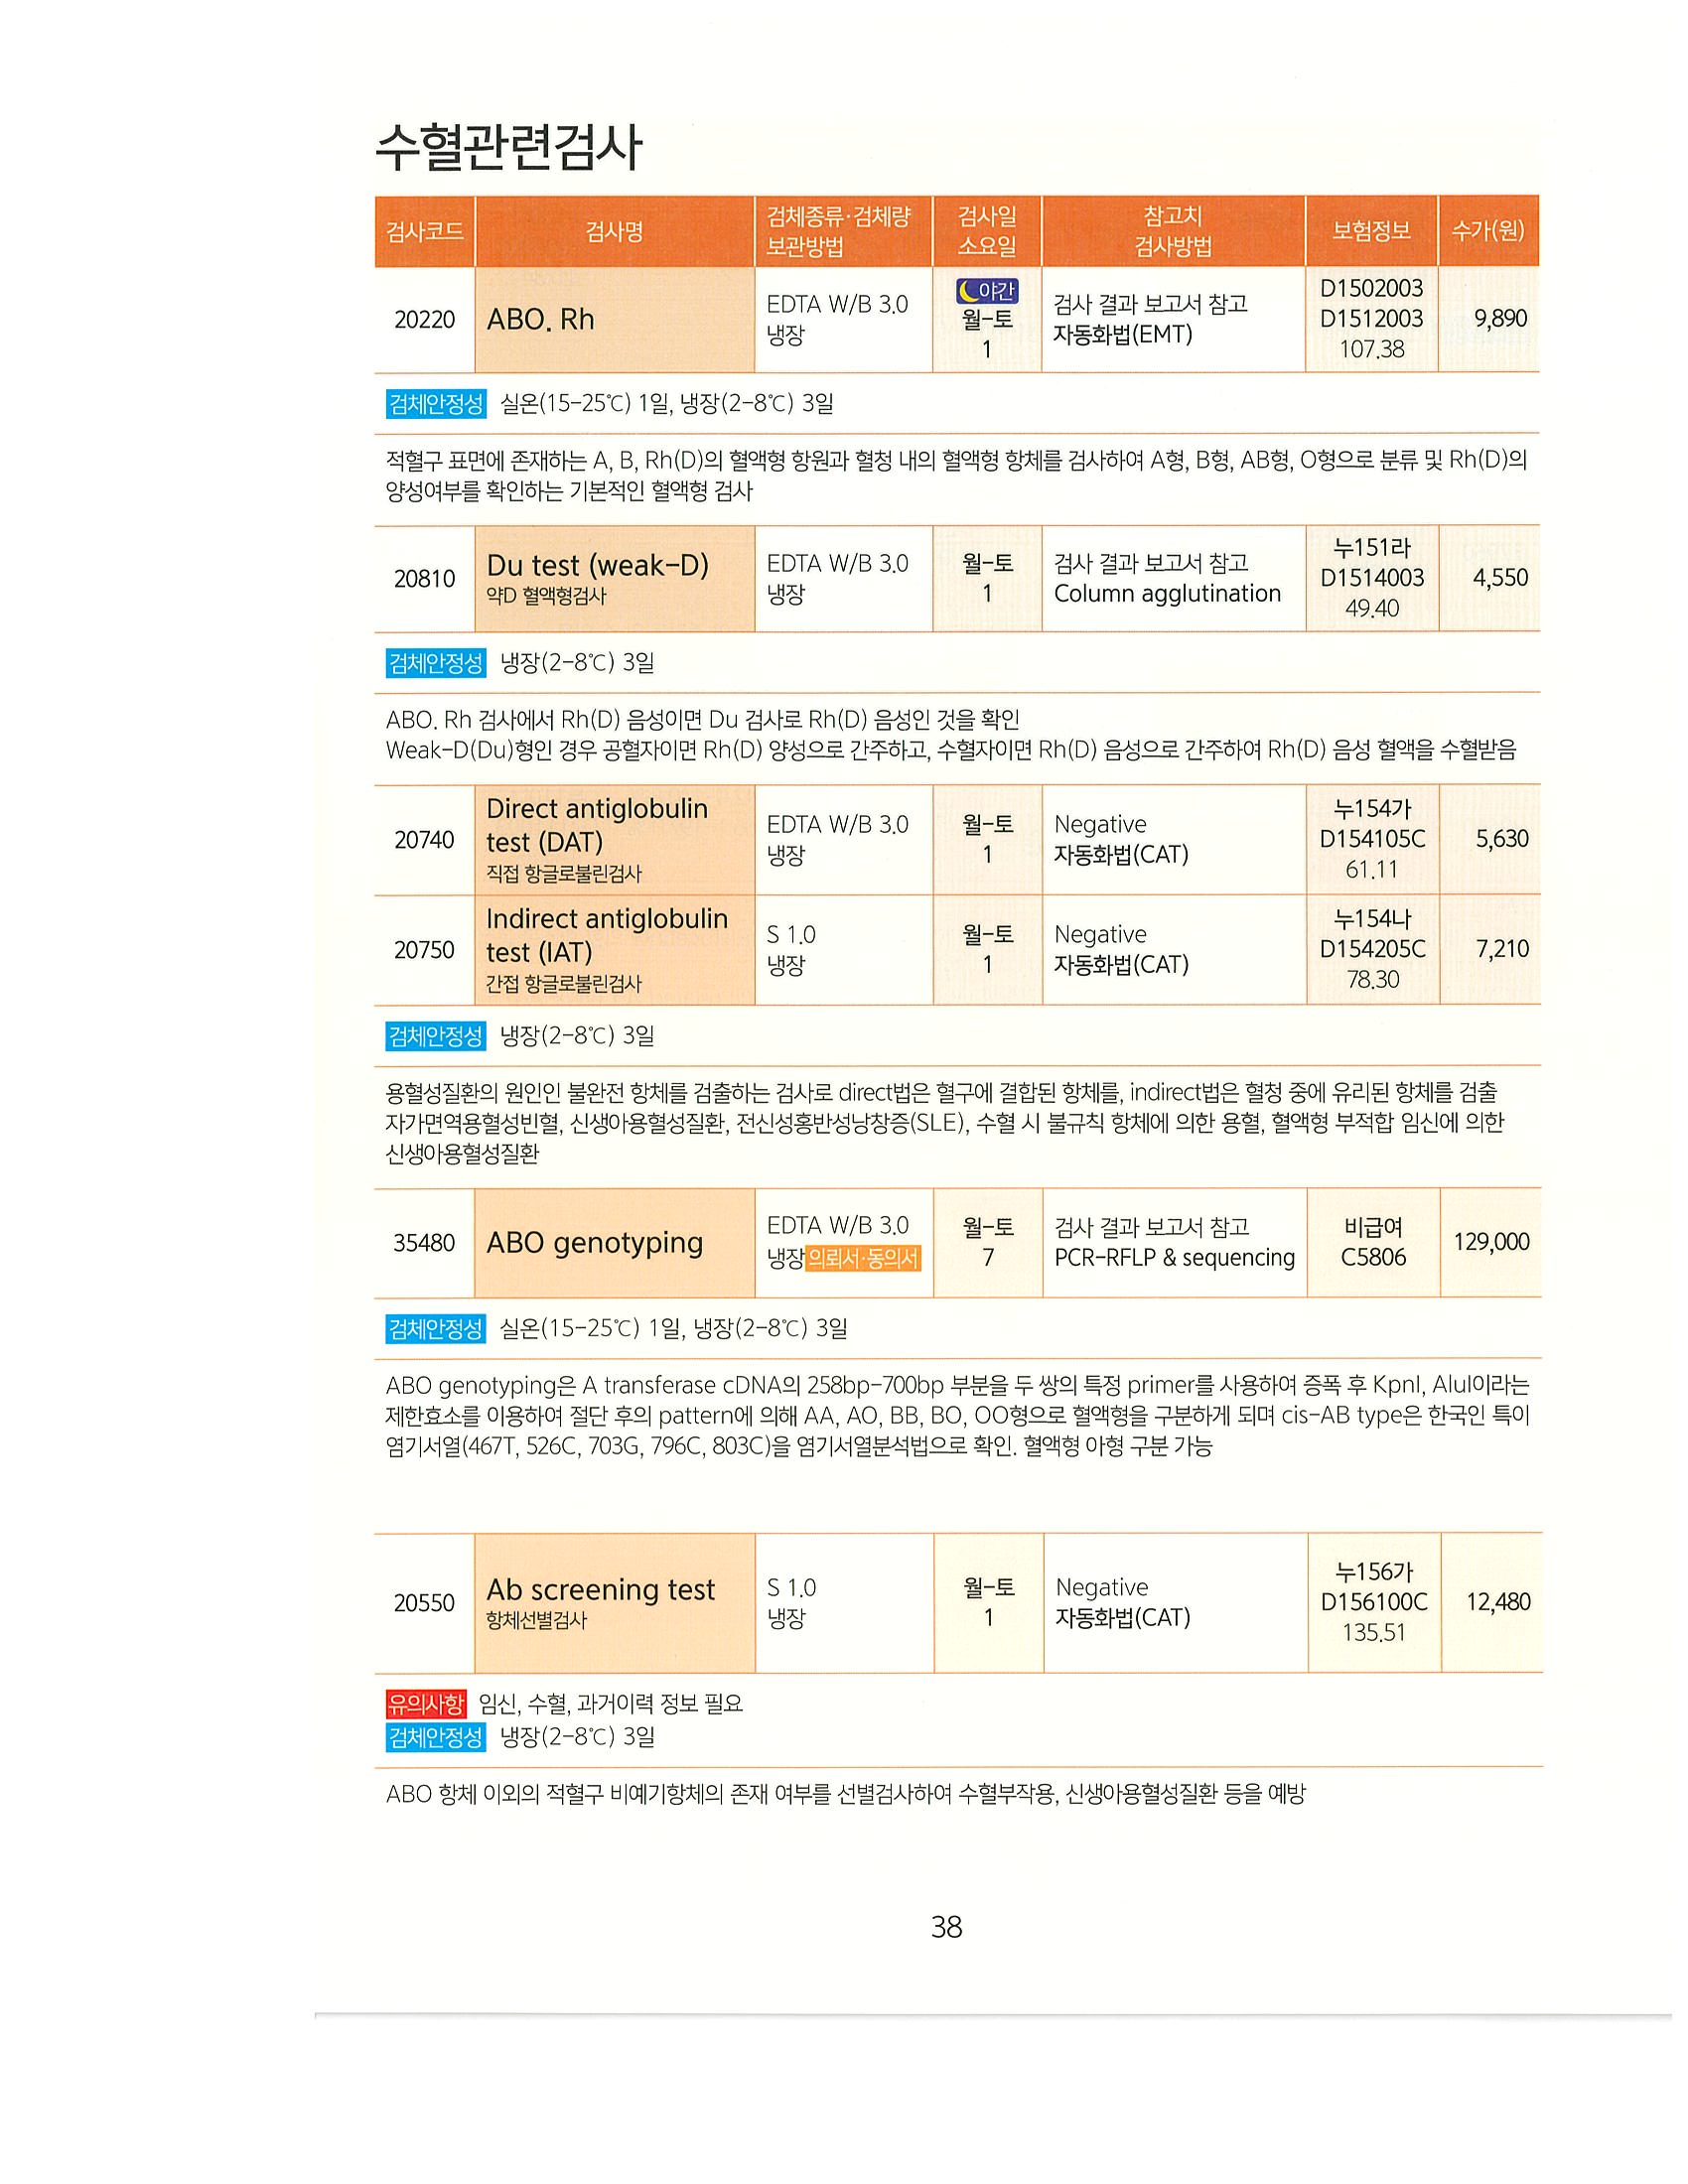 수혈관련검사
검사코드
검사명
검체종류·검체량
보관방법
검사일
소요일
참고치
검사방법
보험정보
수가(원)
20220
ABO. Rh
EDTA W/B 3.0
냉장
야간
월-토
1
검사 결과 보고서 참고
자동화법(EMT)
D1502003
D1512003
107.38
9,890
검체안정성 실온(15-25℃) 1일, 냉장(2-8℃) 3일
적혈구 표면에 존재하는 A, B, Rh(D)의 혈액형 항원과 혈청 내의 혈액형 항체를 검사하여 A형, B형, AB형, O형으로 분류 및 Rh(D)의
양성여부를 확인하는 기본적인 혈액형 검사
20810
Du test (weak-D)
약D 혈액형검사
EDTA W/B 3.0
냉장
월-토
1
검사 결과 보고서 참고
Column agglutination
누151라
D1514003
49.40
4,550
검체안정성 냉장(2-8℃) 3일
ABO. Rh 검사에서 Rh(D) 음성이면 Du 검사로 Rh(D) 음성인 것을 확인
Weak-D(Du)형인 경우 공혈자이면 Rh(D) 양성으로 간주하고, 수혈자이면 Rh(D) 음성으로 간주하여 Rh(D) 음성 혈액을 수혈받음
20740
Direct antiglobulin
test (DAT)
직접 항글로불린검사
EDTA W/B 3.0
냉장
월-토
1
Negative
자동화법(CAT)
누154가
D154105C
61.11
5,630
20750
Indirect antiglobulin
test (IAT)
간접 항글로불린검사
S 1.0
냉장
월-토
1
Negative
자동화법(CAT)
누154나
D154205C
78.30
7,210
검체안정성 냉장(2-8℃) 3일
용혈성질환의 원인인 불완전 항체를 검출하는 검사로 direct법은 혈구에 결합된 항체를, indirect법은 혈청 중에 유리된 항체를 검출
자가면역용혈성빈혈, 신생아용혈성질환, 전신성홍반성낭창증(SLE), 수혈 시 불규칙 항체에 의한 용혈, 혈액형 부적합 임신에 의한
신생아용혈성질환
35480
ABO genotyping
EDTA W/B 3.0
냉장 의뢰서·동의서
월-토
7
검사 결과 보고서 참고
PCR-RFLP & sequencing
비급여
C5806
129,000
검체안정성 실온(15-25℃) 1일, 냉장(2-8℃) 3일
ABO genotyping은 A transferase cDNA의 258bp-700bp 부분을 두 쌍의 특정 primer를 사용하여 증폭 후 KpnI, AluI이라는
제한효소를 이용하여 절단 후의 pattern에 의해 AA, AO, BB, BO, OO형으로 혈액형을 구분하게 되며 cis-AB type은 한국인 특이
염기서열(467T, 526C, 703G, 796C, 803C)을 염기서열분석법으로 확인. 혈액형 아형 구분 가능
20550
Ab screening test
항체선별검사
S 1.0
냉장
월-토
1
Negative
자동화법(CAT)
누156가
D156100C
135.51
12,480
유의사항 임신, 수혈, 과거이력 정보 필요
검체안정성 냉장(2-8℃) 3일
ABO 항체 이외의 적혈구 비예기항체의 존재 여부를 선별검사하여 수혈부작용, 신생아용혈성질환 등을 예방
38